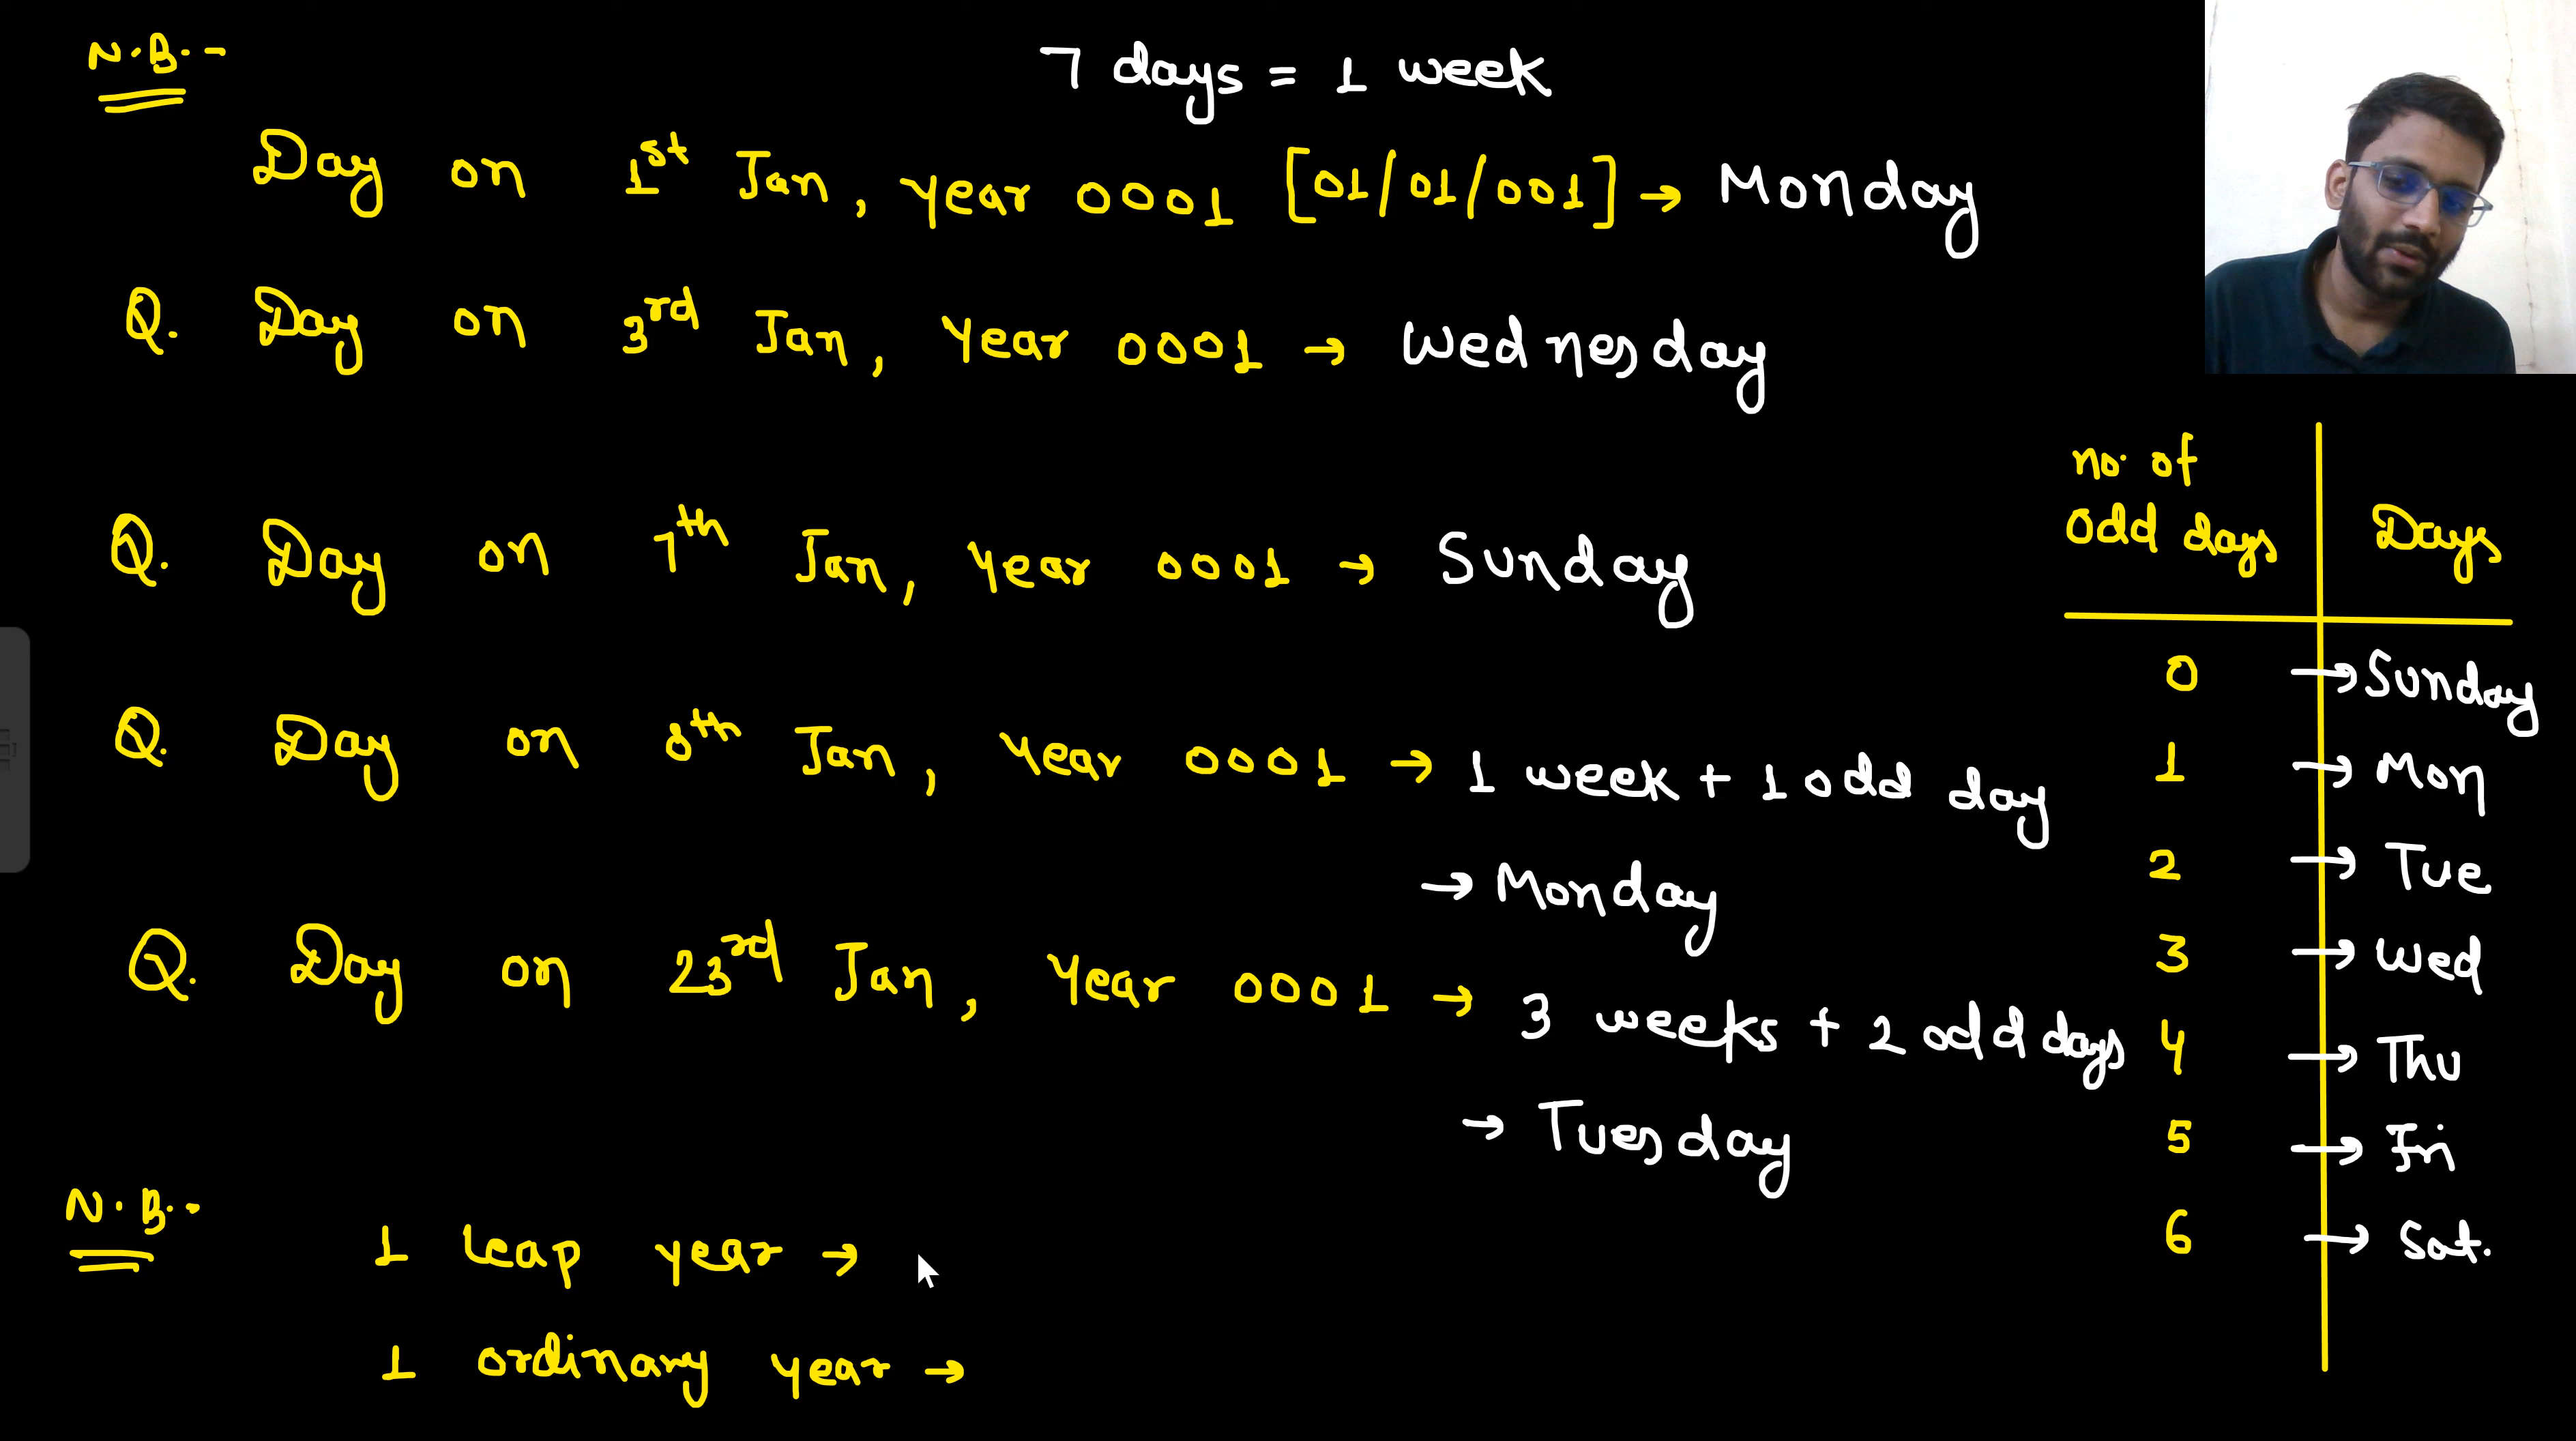 N.B.-
7 days = 1 week
Day on 1st Jan, year 0001 [01/01/001] → Monday
Q. Day on 3rd Jan, Year 0001 → Wednesday
Q. Day on 7th Jan, Year 0001 → Sunday
Q. Day on 8th Jan, Year 0001 → 1 week + 1 odd day
→ Monday
Q. Day on 23rd Jan, Year 0001 → 3 weeks + 2 odd days
→ Tuesday
N.B.-
1 leap year →
1 ordinary year →
no. of odd days Days
0 → Sunday
1 → Mon
2 → Tue
3 → Wed
4 → Thu
5 → Fri
6 → Sat.